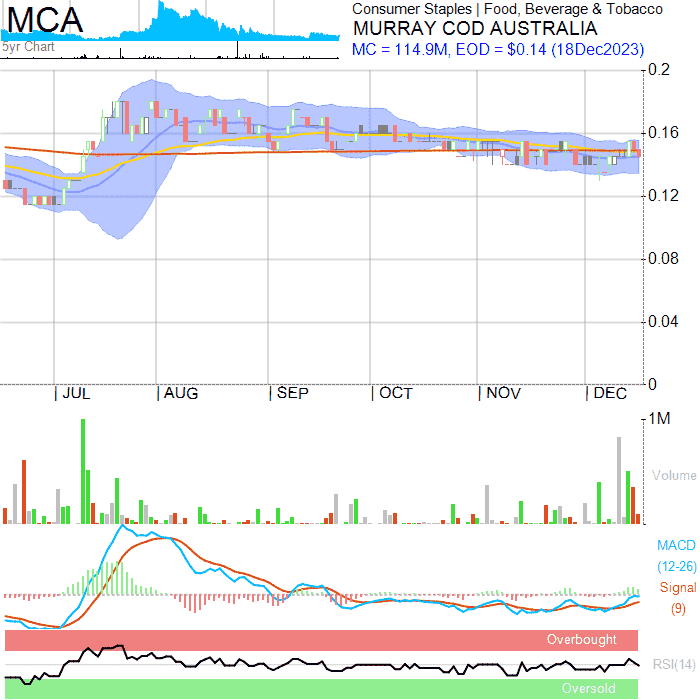 MCA
5yr Chart
Consumer Staples | Food, Beverage & Tobacco
MURRAY COD AUSTRALIA
MC = 114.9M, EOD = $0.14 (18Dec2023)
0.2
0.16
0.12
0.08
0.04
0
JUL
AUG
SEP
OCT
NOV
DEC
1M
Volume
MACD
(12-26)
Signal
(9)
Overbought
RSI(14)
Oversold